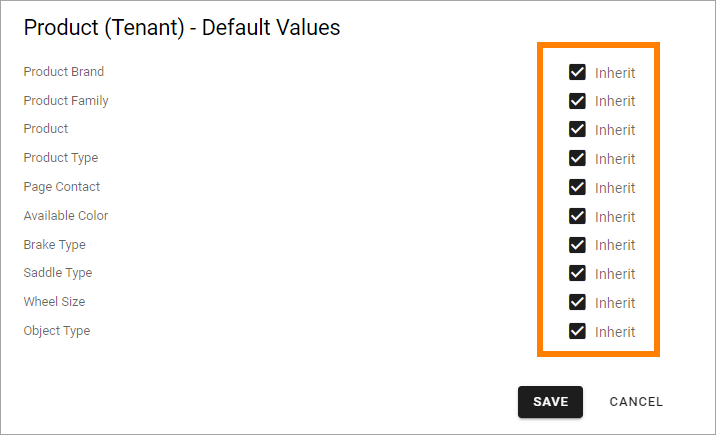 Product (Tenant) - Default Values
Product Brand Inherit
Product Family Inherit
Product Inherit
Product Type Inherit
Page Contact Inherit
Available Color Inherit
Brake Type Inherit
Saddle Type Inherit
Wheel Size Inherit
Object Type Inherit
SAVE CANCEL